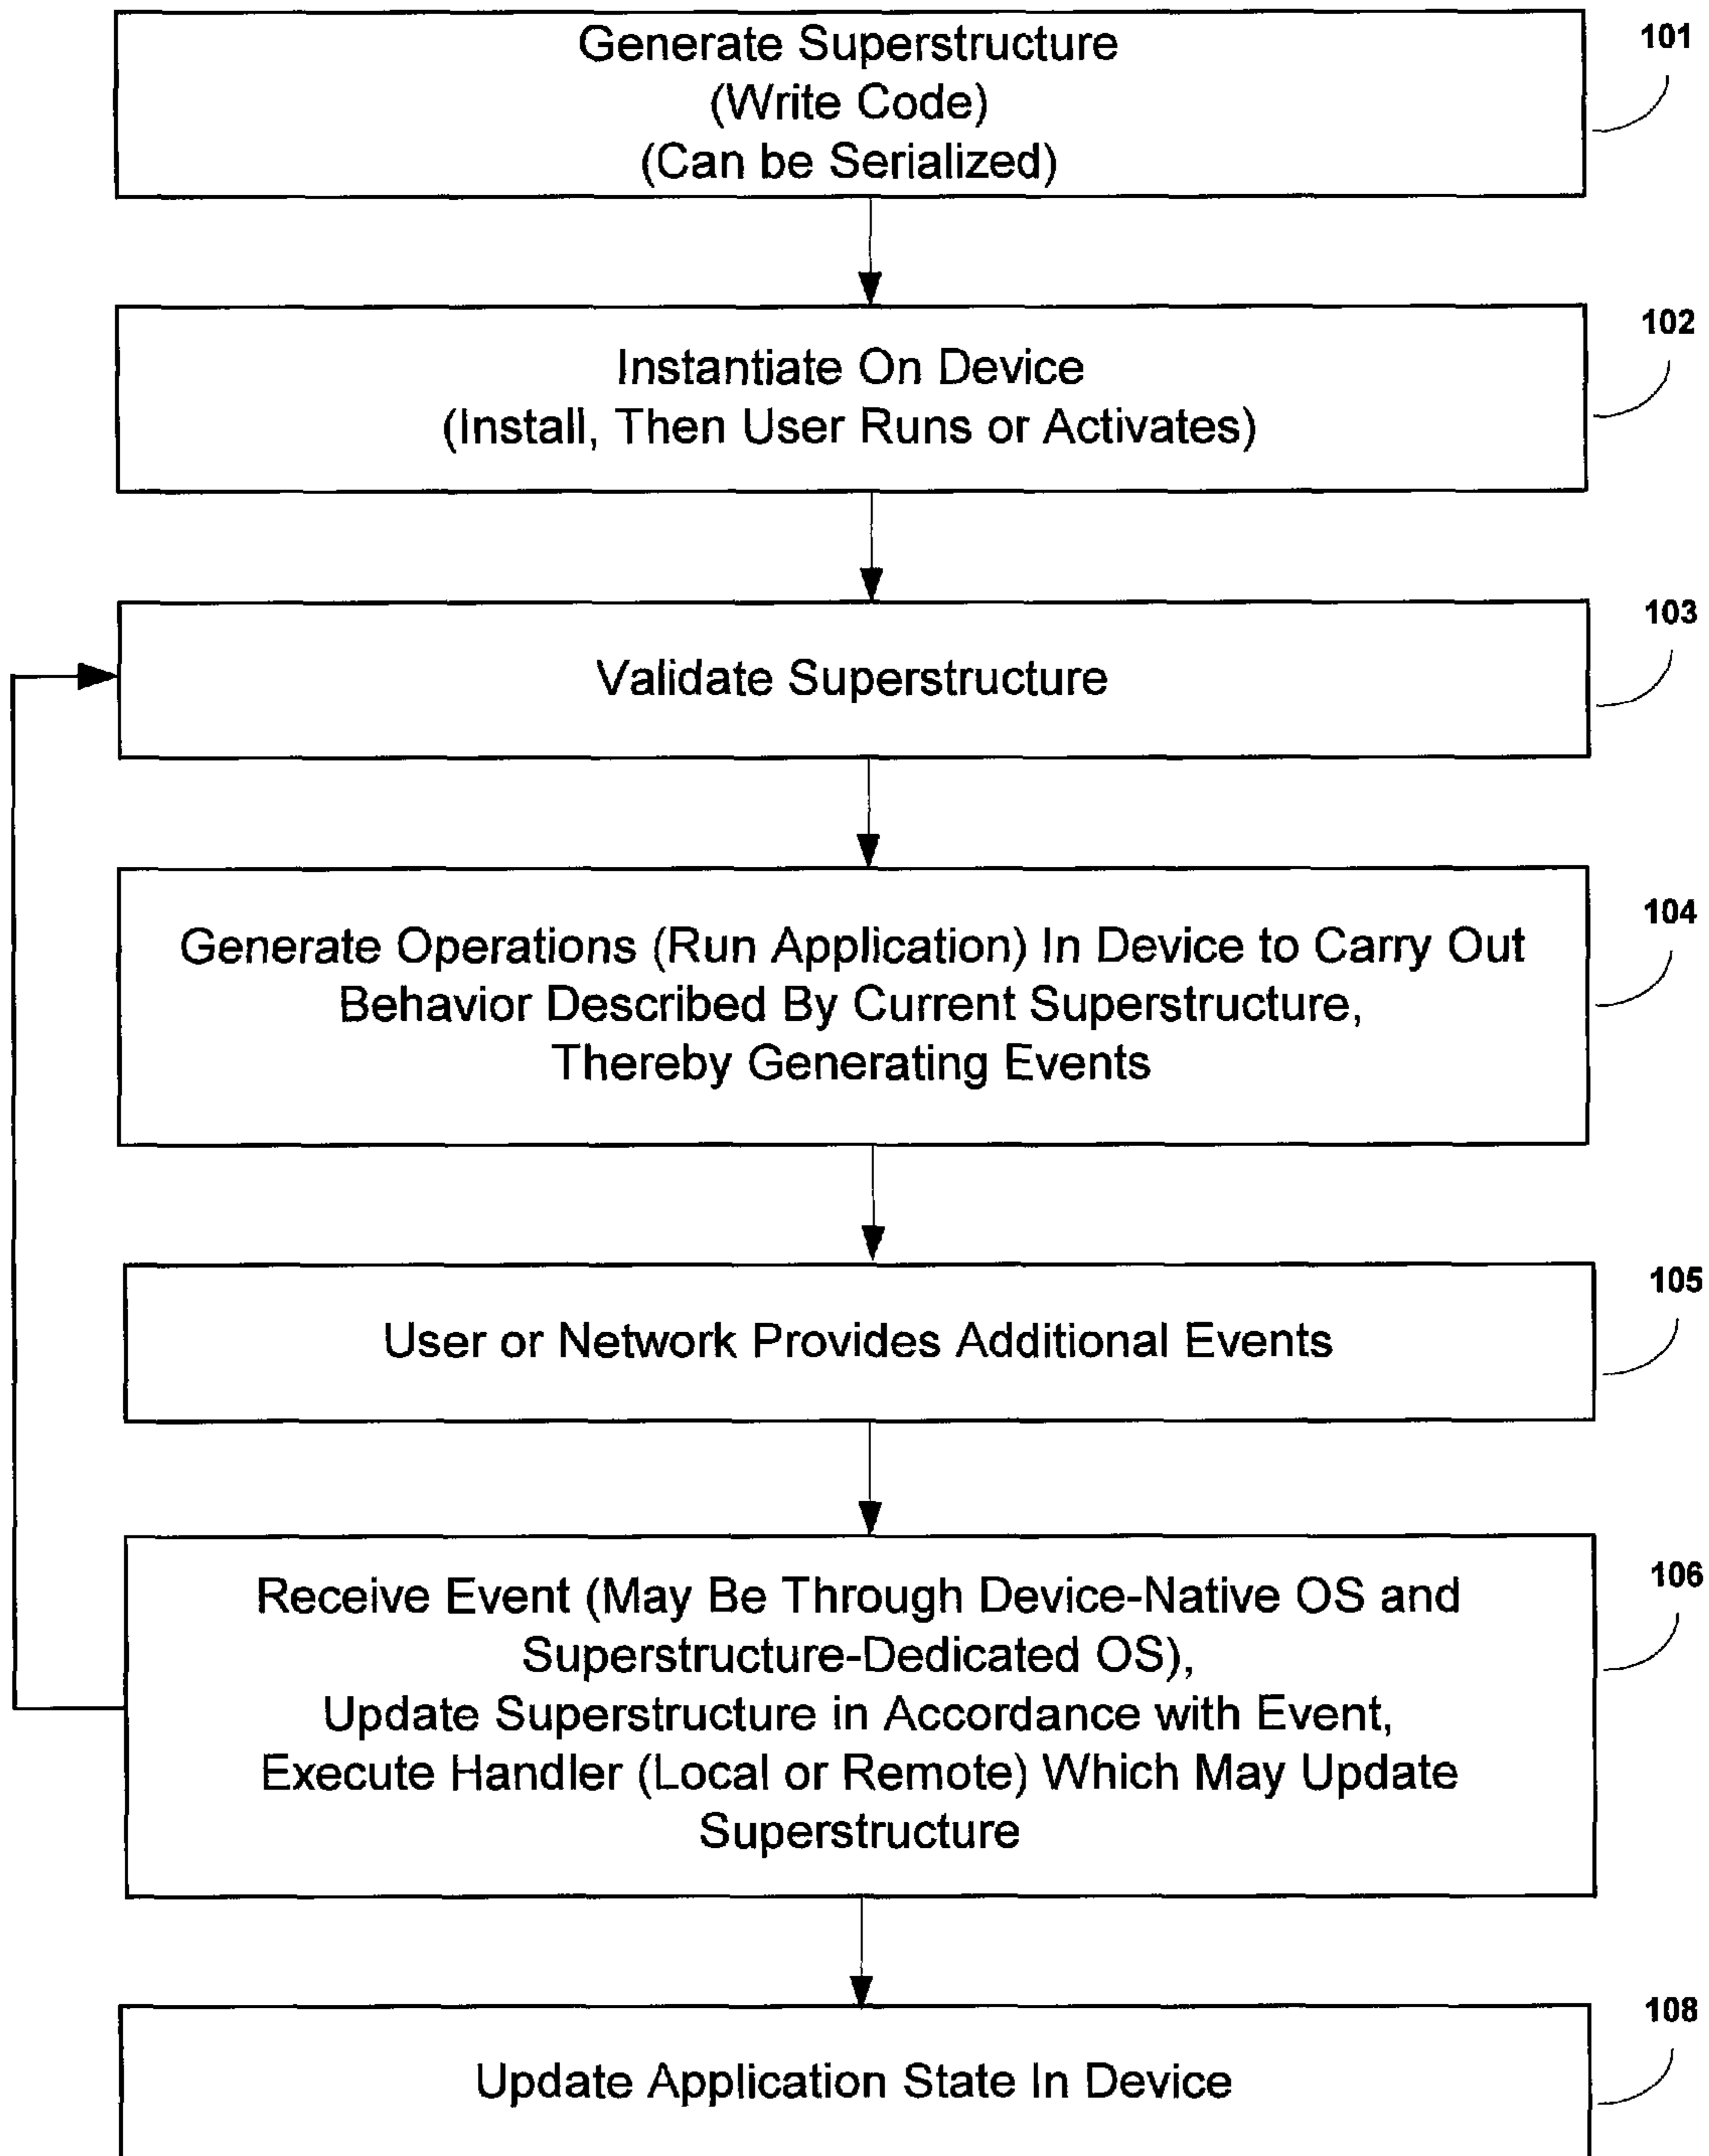 Generate Superstructure
(Write Code)
(Can be Serialized)
101
Instantiate On Device
(Install, Then User Runs or Activates)
102
Validate Superstructure
103
Generate Operations (Run Application) In Device to Carry Out
Behavior Described By Current Superstructure,
Thereby Generating Events
104
User or Network Provides Additional Events
105
Receive Event (May Be Through Device-Native OS and
Superstructure-Dedicated OS),
Update Superstructure in Accordance with Event,
Execute Handler (Local or Remote) Which May Update
Superstructure
106
Update Application State In Device
108